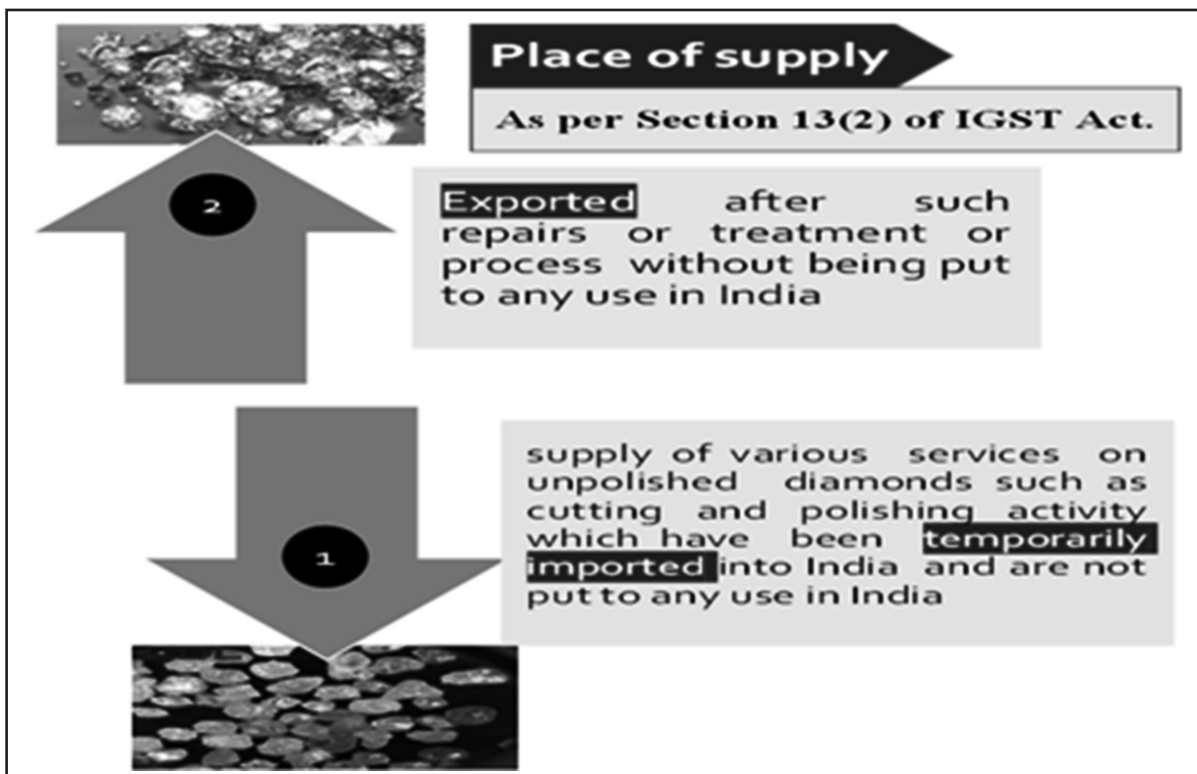 Place of supply
As per Section 13(2) of IGST Act.
2
Exported after such
repairs or treatment or
process without being put
to any use in India
supply of various services on
unpolished diamonds such as
cutting and polishing activity
which have been temporarily
imported into India and are not
put to any use in India
1